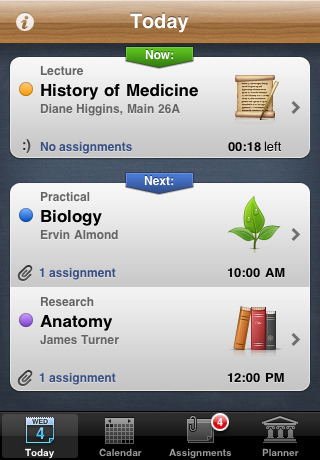 i
Today
Now:
Lecture
History of Medicine
Diane Higgins, Main 26A
:) No assignments 00:18 left
Next:
Practical
Biology
Ervin Almond
1 assignment 10:00 AM
Research
Anatomy
James Turner
1 assignment 12:00 PM
WED
4
4
Today Calendar Assignments Planner